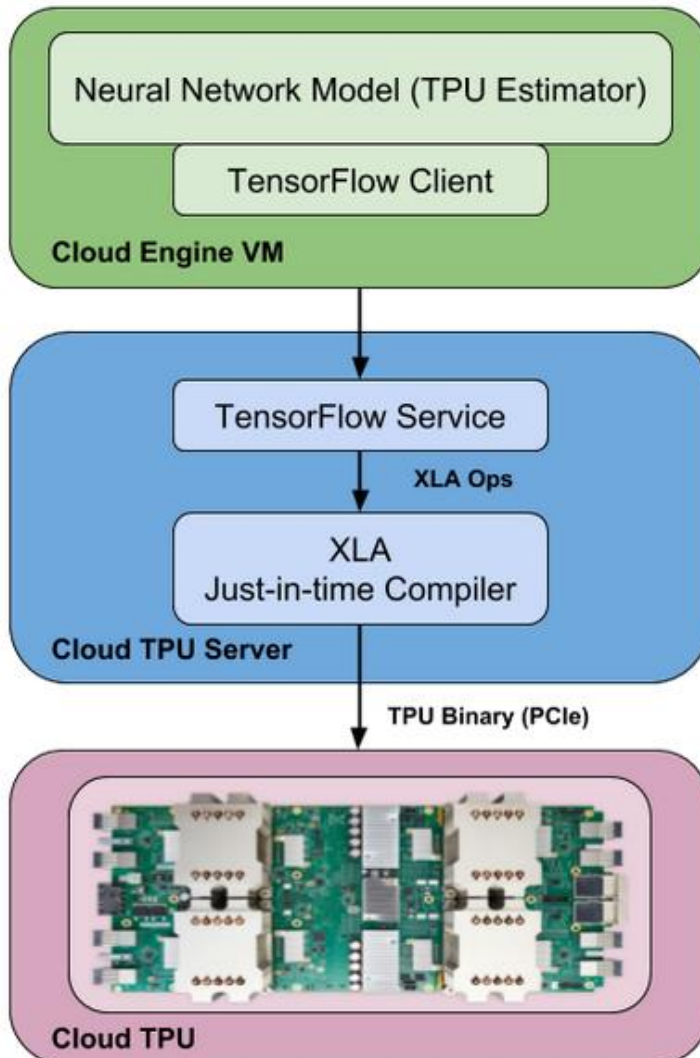 Neural Network Model (TPU Estimator)
TensorFlow Client
Cloud Engine VM
TensorFlow Service
XLA Ops
XLA
Just-in-time Compiler
Cloud TPU Server
TPU Binary (PCIe)
Cloud TPU